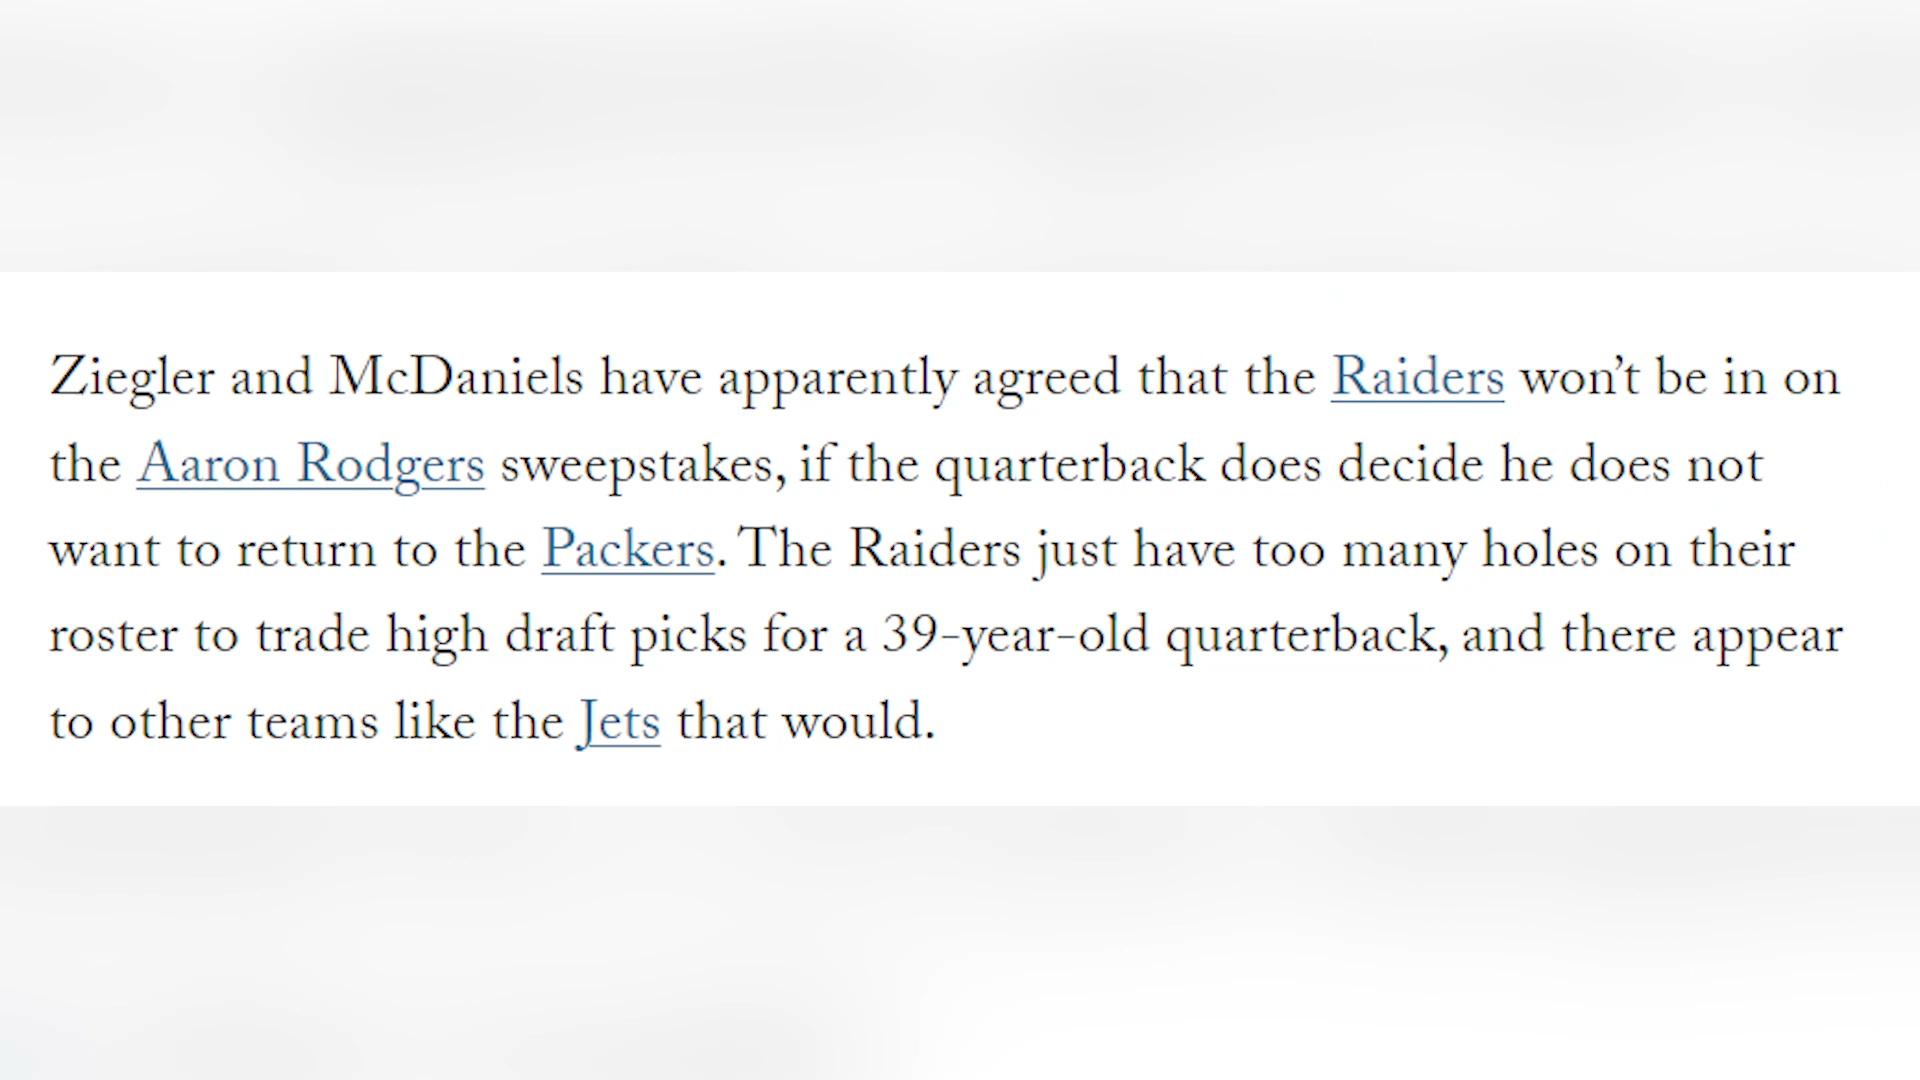 Ziegler and McDaniels have apparently agreed that the Raiders won’t be in on
the Aaron Rodgers sweepstakes, if the quarterback does decide he does not
want to return to the Packers. The Raiders just have too many holes on their
roster to trade high draft picks for a 39-year-old quarterback, and there appear
to other teams like the Jets that would.